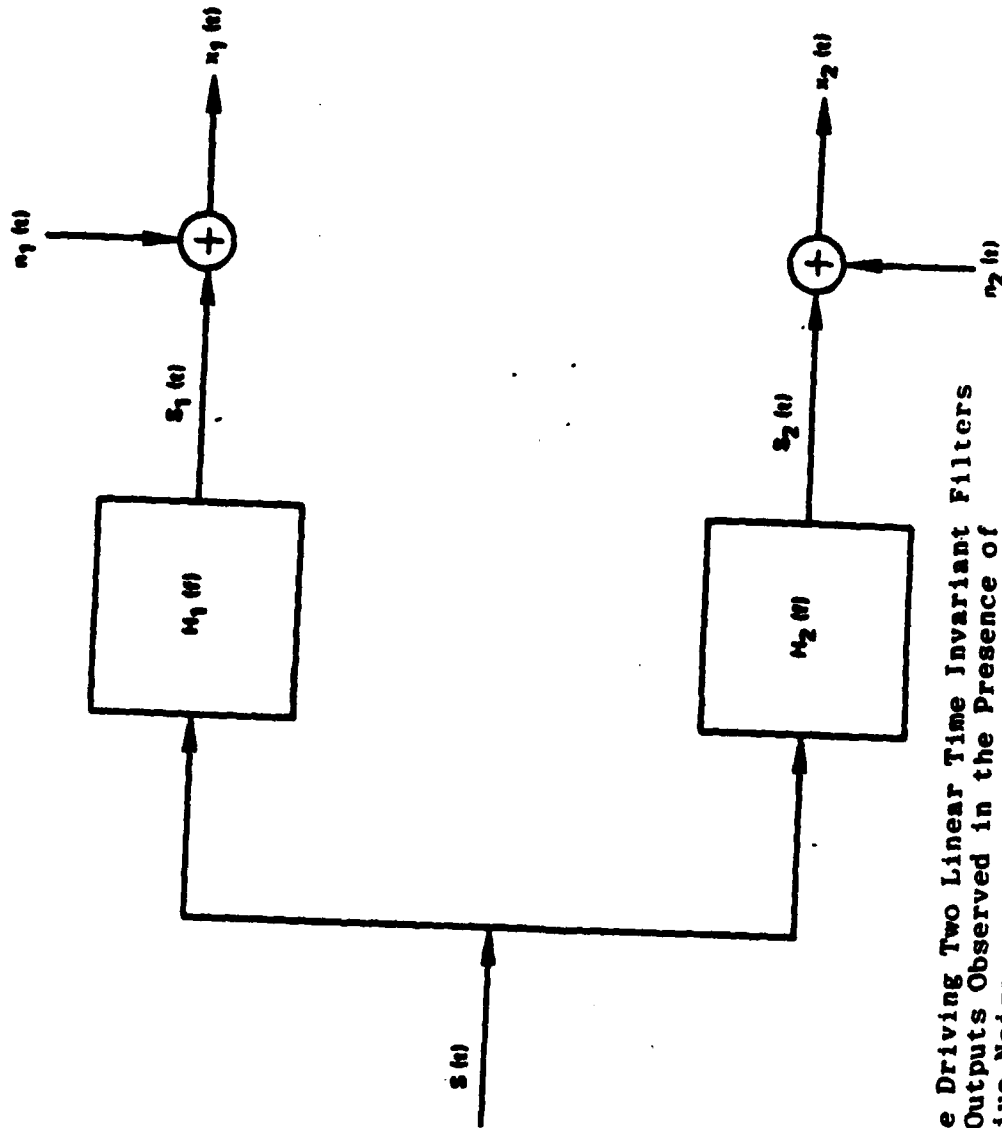 n₁(t)
x₁(t)
S₁(t)
H₁(f)
S(t)
H₂(f)
S₂(t)
x₂(t)
n₂(t)
e Driving Two Linear Time Invariant Filters
Outputs Observed in the Presence of